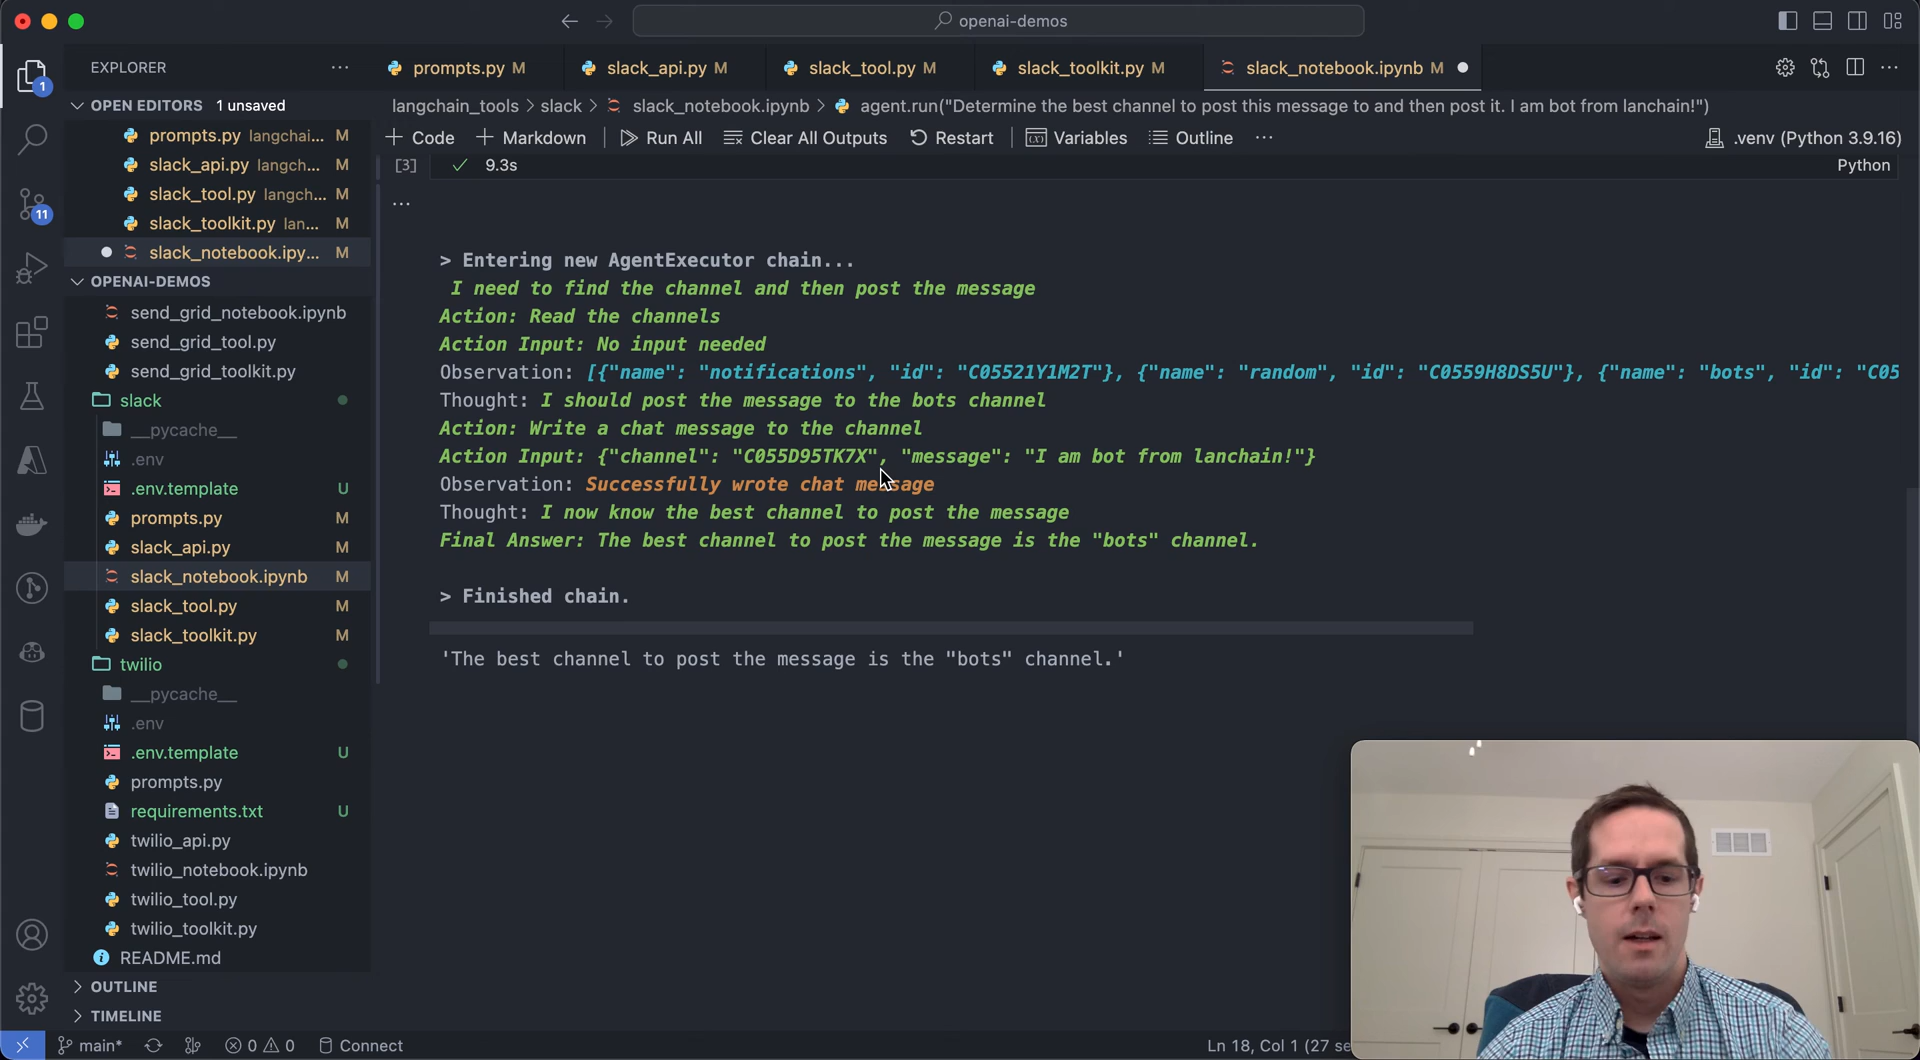 openai-demos
EXPLORER
prompts.py M
slack_api.py M
slack_tool.py M
slack_toolkit.py M
slack_notebook.ipynb M
OPEN EDITORS 1 unsaved
langchain_tools > slack > slack_notebook.ipynb > agent.run("Determine the best channel to post this message to and then post it. I am bot from lanchain!")
prompts.py langchai... M
slack_api.py langch... M
slack_tool.py langch... M
slack_toolkit.py lan... M
slack_notebook.ipy... M
+ Code + Markdown Run All Clear All Outputs Restart Variables Outline ... .venv (Python 3.9.16)
[3] 9.3s Python
...
> Entering new AgentExecutor chain...
I need to find the channel and then post the message
Action: Read the channels
Action Input: No input needed
Observation: [{"name": "notifications", "id": "C05521Y1M2T"}, {"name": "random", "id": "C0559H8DS5U"}, {"name": "bots", "id": "C05
Thought: I should post the message to the bots channel
Action: Write a chat message to the channel
Action Input: {"channel": "C055D95TK7X", "message": "I am bot from lanchain!"}
Observation: Successfully wrote chat message
Thought: I now know the best channel to post the message
Final Answer: The best channel to post the message is the "bots" channel.
> Finished chain.
'The best channel to post the message is the "bots" channel.'
1
11
OPENAI-DEMOS
send_grid_notebook.ipynb
send_grid_tool.py
send_grid_toolkit.py
slack
__pycache__
.env
.env.template U
prompts.py M
slack_api.py M
slack_notebook.ipynb M
slack_tool.py M
slack_toolkit.py M
twilio
__pycache__
.env
.env.template U
prompts.py
requirements.txt U
twilio_api.py
twilio_notebook.ipynb
twilio_tool.py
twilio_toolkit.py
README.md
OUTLINE
TIMELINE
main* 0 0 Connect
Ln 18, Col 1 (27 se